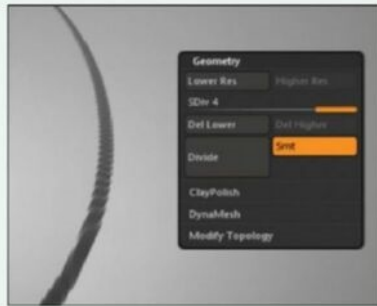 Geometry
Lower Res Higher Res
SDiv 4
Del Lower Del Higher
Divide Smt
ClayPolish
DynaMesh
Modify Topology